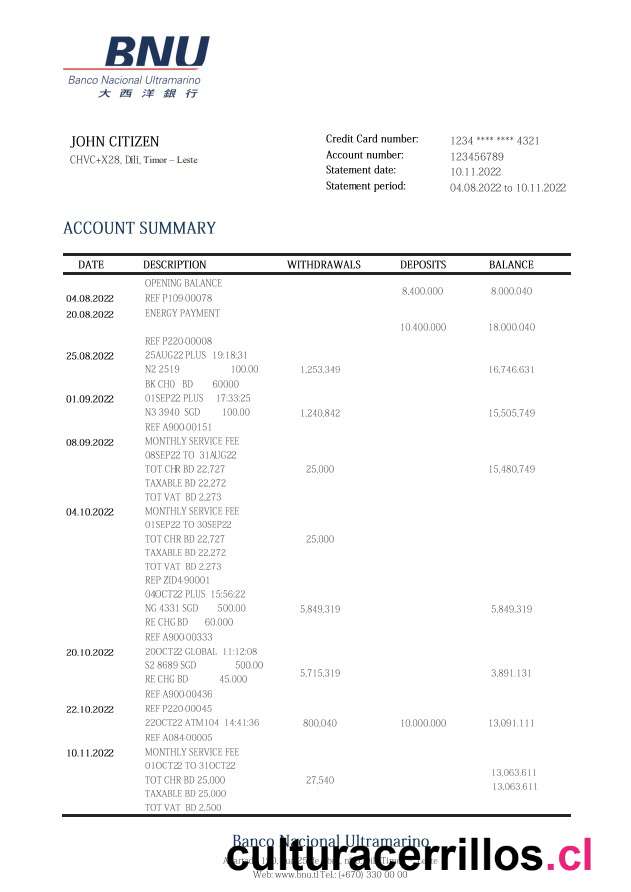 BNU
Banco Nacional Ultramarino
大西洋銀行
JOHN CITIZEN
CHVC+X28, Dili, Timor – Leste
Credit Card number: 1234 **** **** 4321
Account number: 123456789
Statement date: 10.11.2022
Statement period: 04.08.2022 to 10.11.2022
ACCOUNT SUMMARY
DATE DESCRIPTION WITHDRAWALS DEPOSITS BALANCE
OPENING BALANCE
8,400.000 8.000.040
04.08.2022 REF P109-00078
20.08.2022 ENERGY PAYMENT
10.400.000 18.000.040
REF P220-00008
25.08.2022 25AUG22 PLUS 19:18:31
N2 2519 100.00 1,253,349 16,746.631
BK CHO BD 60000
01.09.2022 01SEP22 PLUS 17:33:25
N3 3940 SGD 100.00 1,240,842 15,505,749
REF A900-00151
08.09.2022 MONTHLY SERVICE FEE
08SEP22 TO 31AUG22
TOT CHR BD 22,727 25,000 15,480,749
TAXABLE BD 22,272
TOT VAT BD 2,273
04.10.2022 MONTHLY SERVICE FEE
01SEP22 TO 30SEP22
TOT CHR BD 22,727 25,000
TAXABLE BD 22,272
TOT VAT BD 2,273
REP ZID4-90001
04OCT22 PLUS 15:56:22
NG 4331 SGD 500.00 5,849,319 5,849,319
RE CHG BD 60.000
REF A900-00333
20.10.2022 20OCT22 GLOBAL 11:12:08
S2 8689 SGD 500.00
5,715,319 3,891.131
RE CHG BD 45.000
REF A900-00436
22.10.2022 REF P220-00045
22OCT22 ATM104 14:41:36 800,040 10.000.000 13,091.111
REF A084-00005
10.11.2022 MONTHLY SERVICE FEE
01OCT22 TO 31OCT22
13,063.611
TOT CHR BD 25,000 27,540
13,063.611
TAXABLE BD 25,000
TOT VAT BD 2,500
Banco Nacional Ultramarino
culturacerrillos.cl
Web: www.bnu.tl Tel.: (+670) 330 00 00